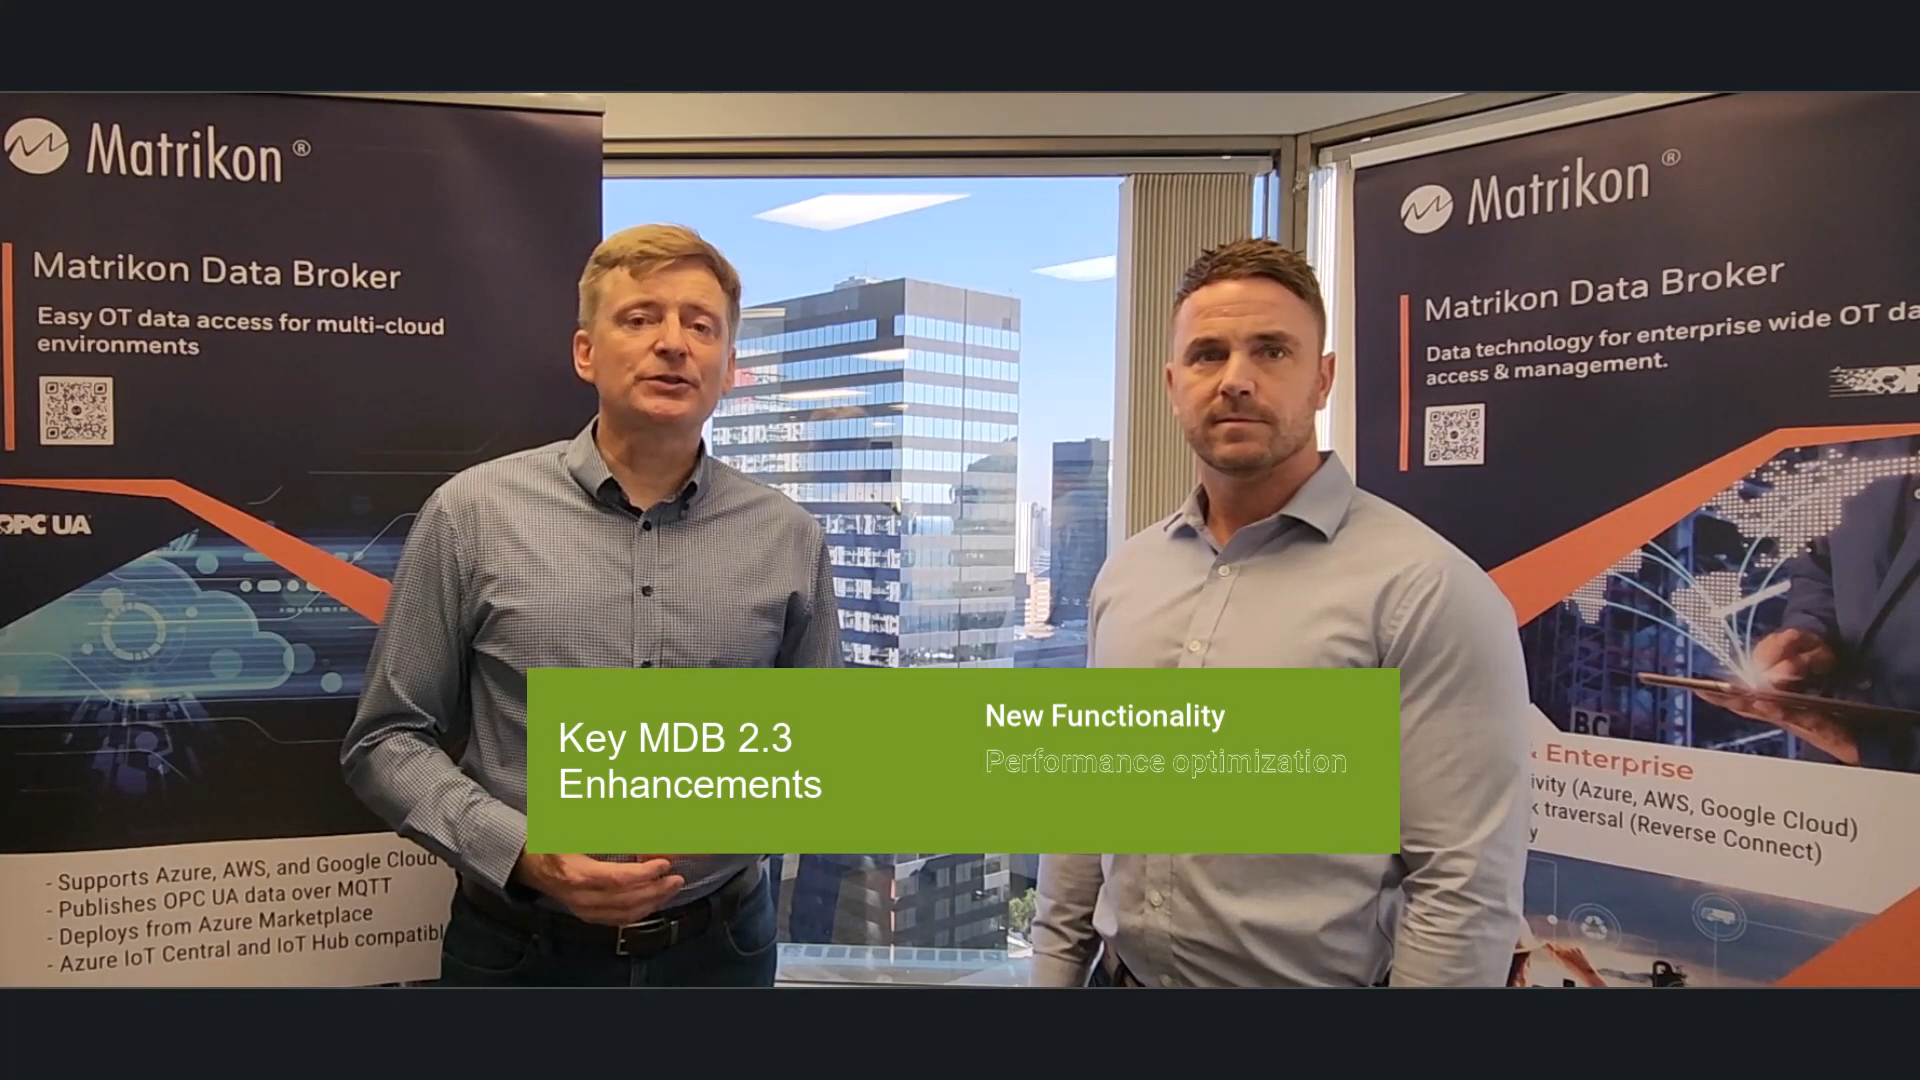 Matrikon®
Matrikon Data Broker
Easy OT data access for multi-cloud
environments
OPC UA
- Supports Azure, AWS, and Google Cloud
- Publishes OPC UA data over MQTT
- Deploys from Azure Marketplace
- Azure IoT Central and IoT Hub compatibl
Key MDB 2.3
Enhancements
New Functionality
Performance optimization
Matrikon®
Matrikon Data Broker
Data technology for enterprise wide OT da
access & management.
OP
BC
& Enterprise
ivity (Azure, AWS, Google Cloud)
k traversal (Reverse Connect)
y